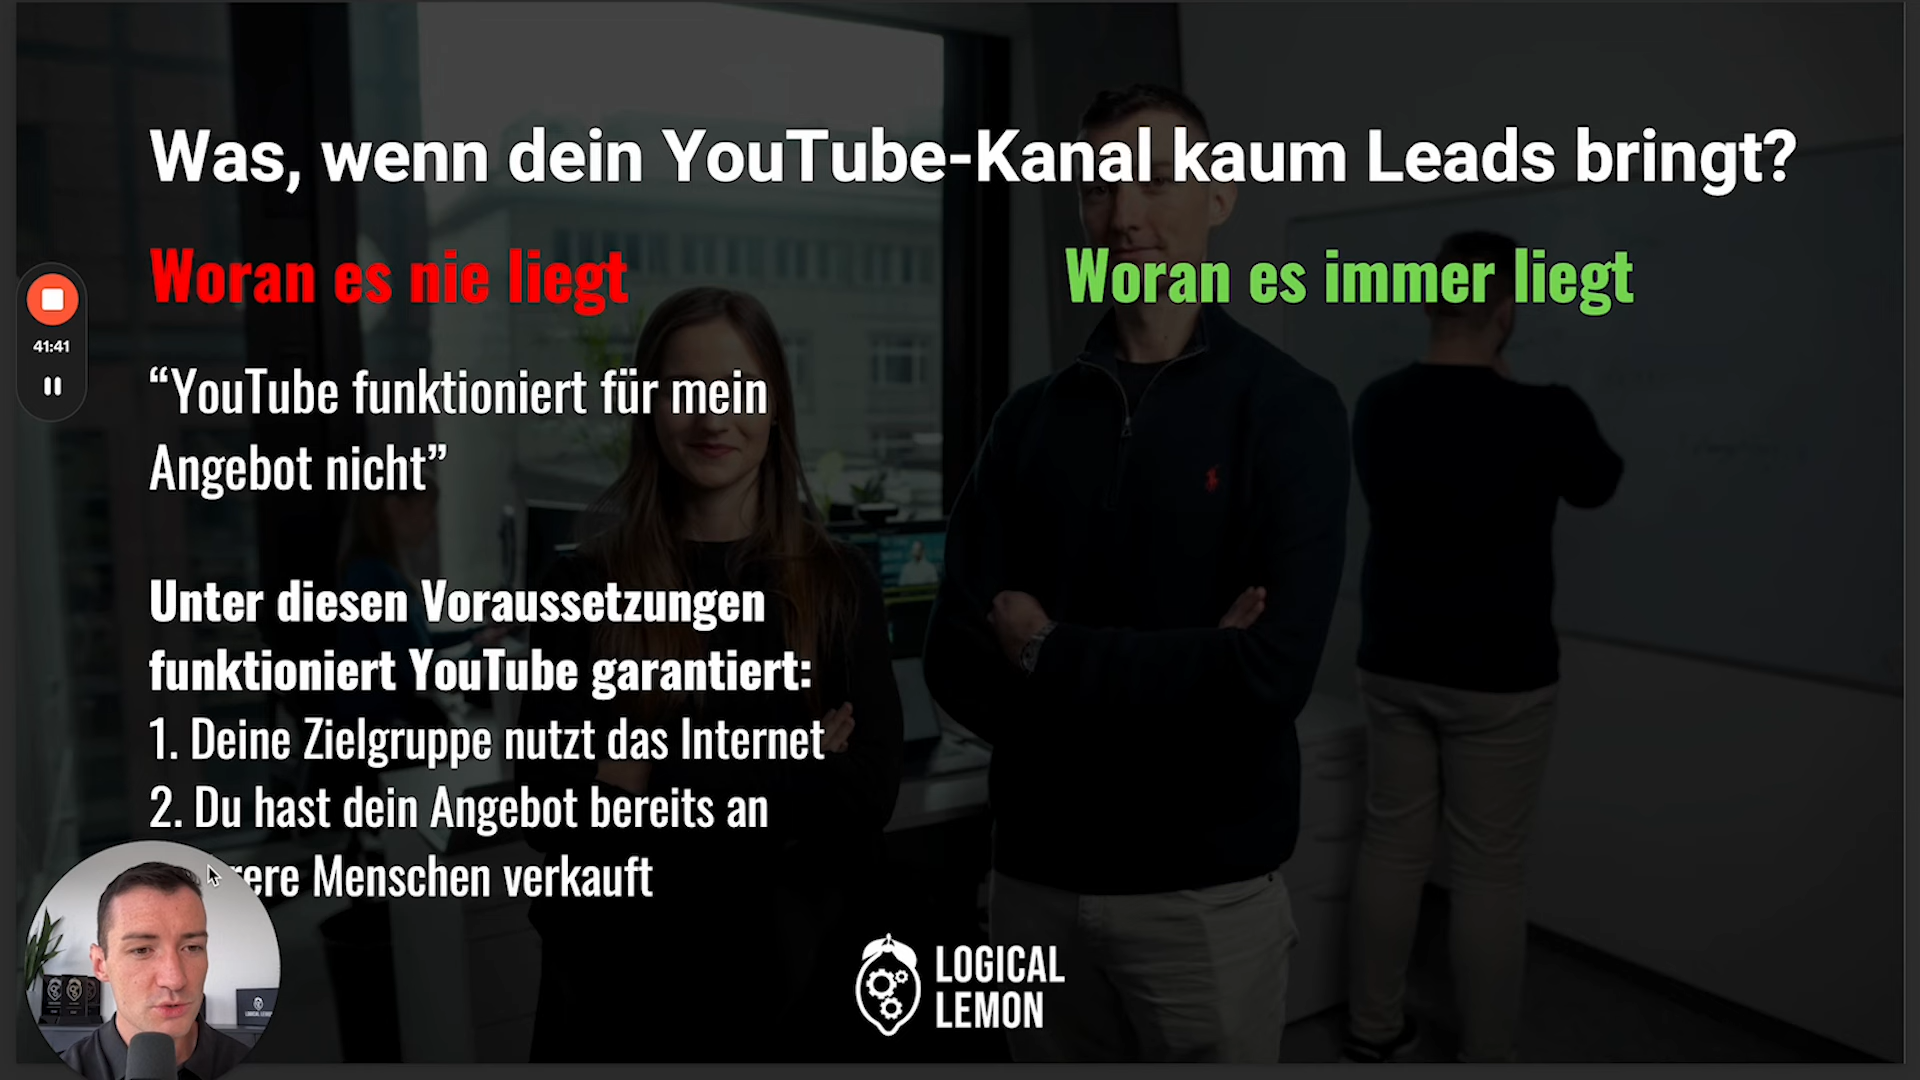 Was, wenn dein YouTube-Kanal kaum Leads bringt?
Woran es nie liegt
Woran es immer liegt
41:41
“YouTube funktioniert für mein
Angebot nicht”
Unter diesen Voraussetzungen
funktioniert YouTube garantiert:
1. Deine Zielgruppe nutzt das Internet
2. Du hast dein Angebot bereits an
rere Menschen verkauft
LOGICAL
LEMON